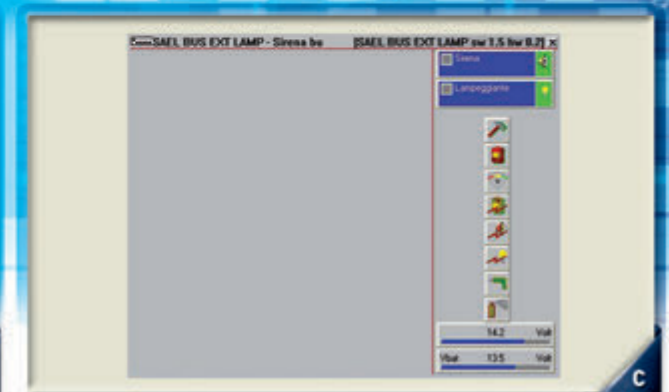 SAEL BUS EXT LAMP - Sirena bu [SAEL BUS EXT LAMP sw 1.5 hw 0.2] x
Sirena
Lampeggiante
14.2 Volt
Vbat 13.5 Volt
C